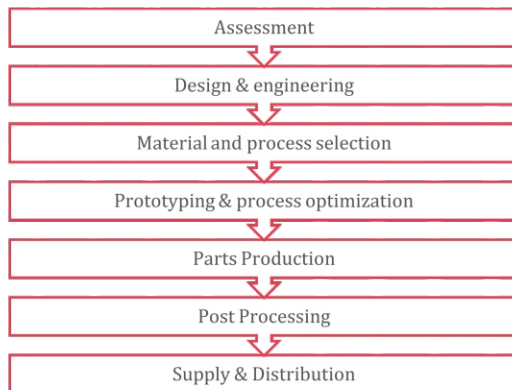 Assessment
Design & engineering
Material and process selection
Prototyping & process optimization
Parts Production
Post Processing
Supply & Distribution